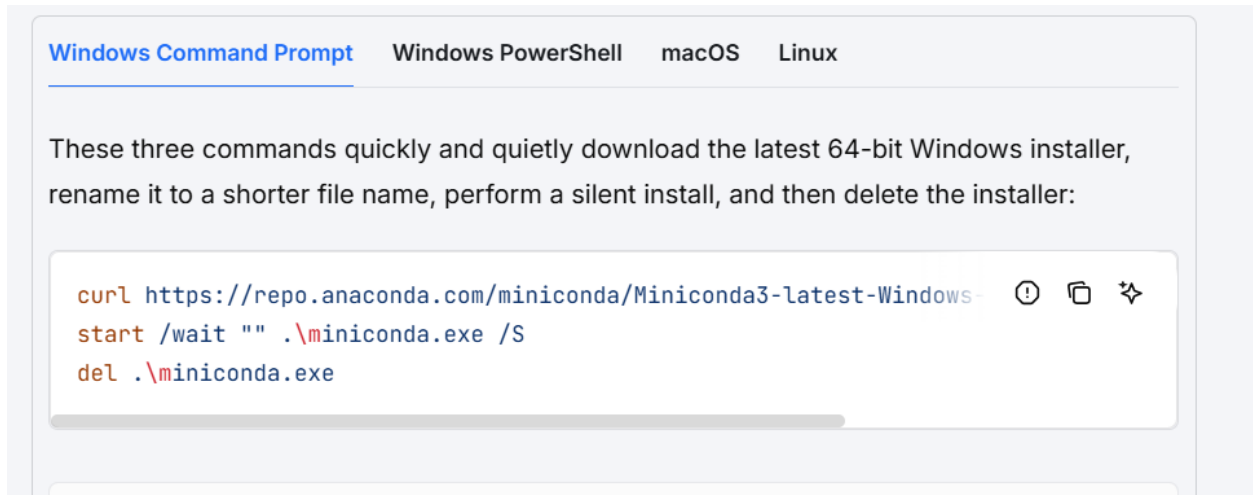 Windows Command Prompt Windows PowerShell macOS Linux
These three commands quickly and quietly download the latest 64-bit Windows installer,
rename it to a shorter file name, perform a silent install, and then delete the installer:
curl https://repo.anaconda.com/miniconda/Miniconda3-latest-Windows-
start /wait "" .\miniconda.exe /S
del .\miniconda.exe